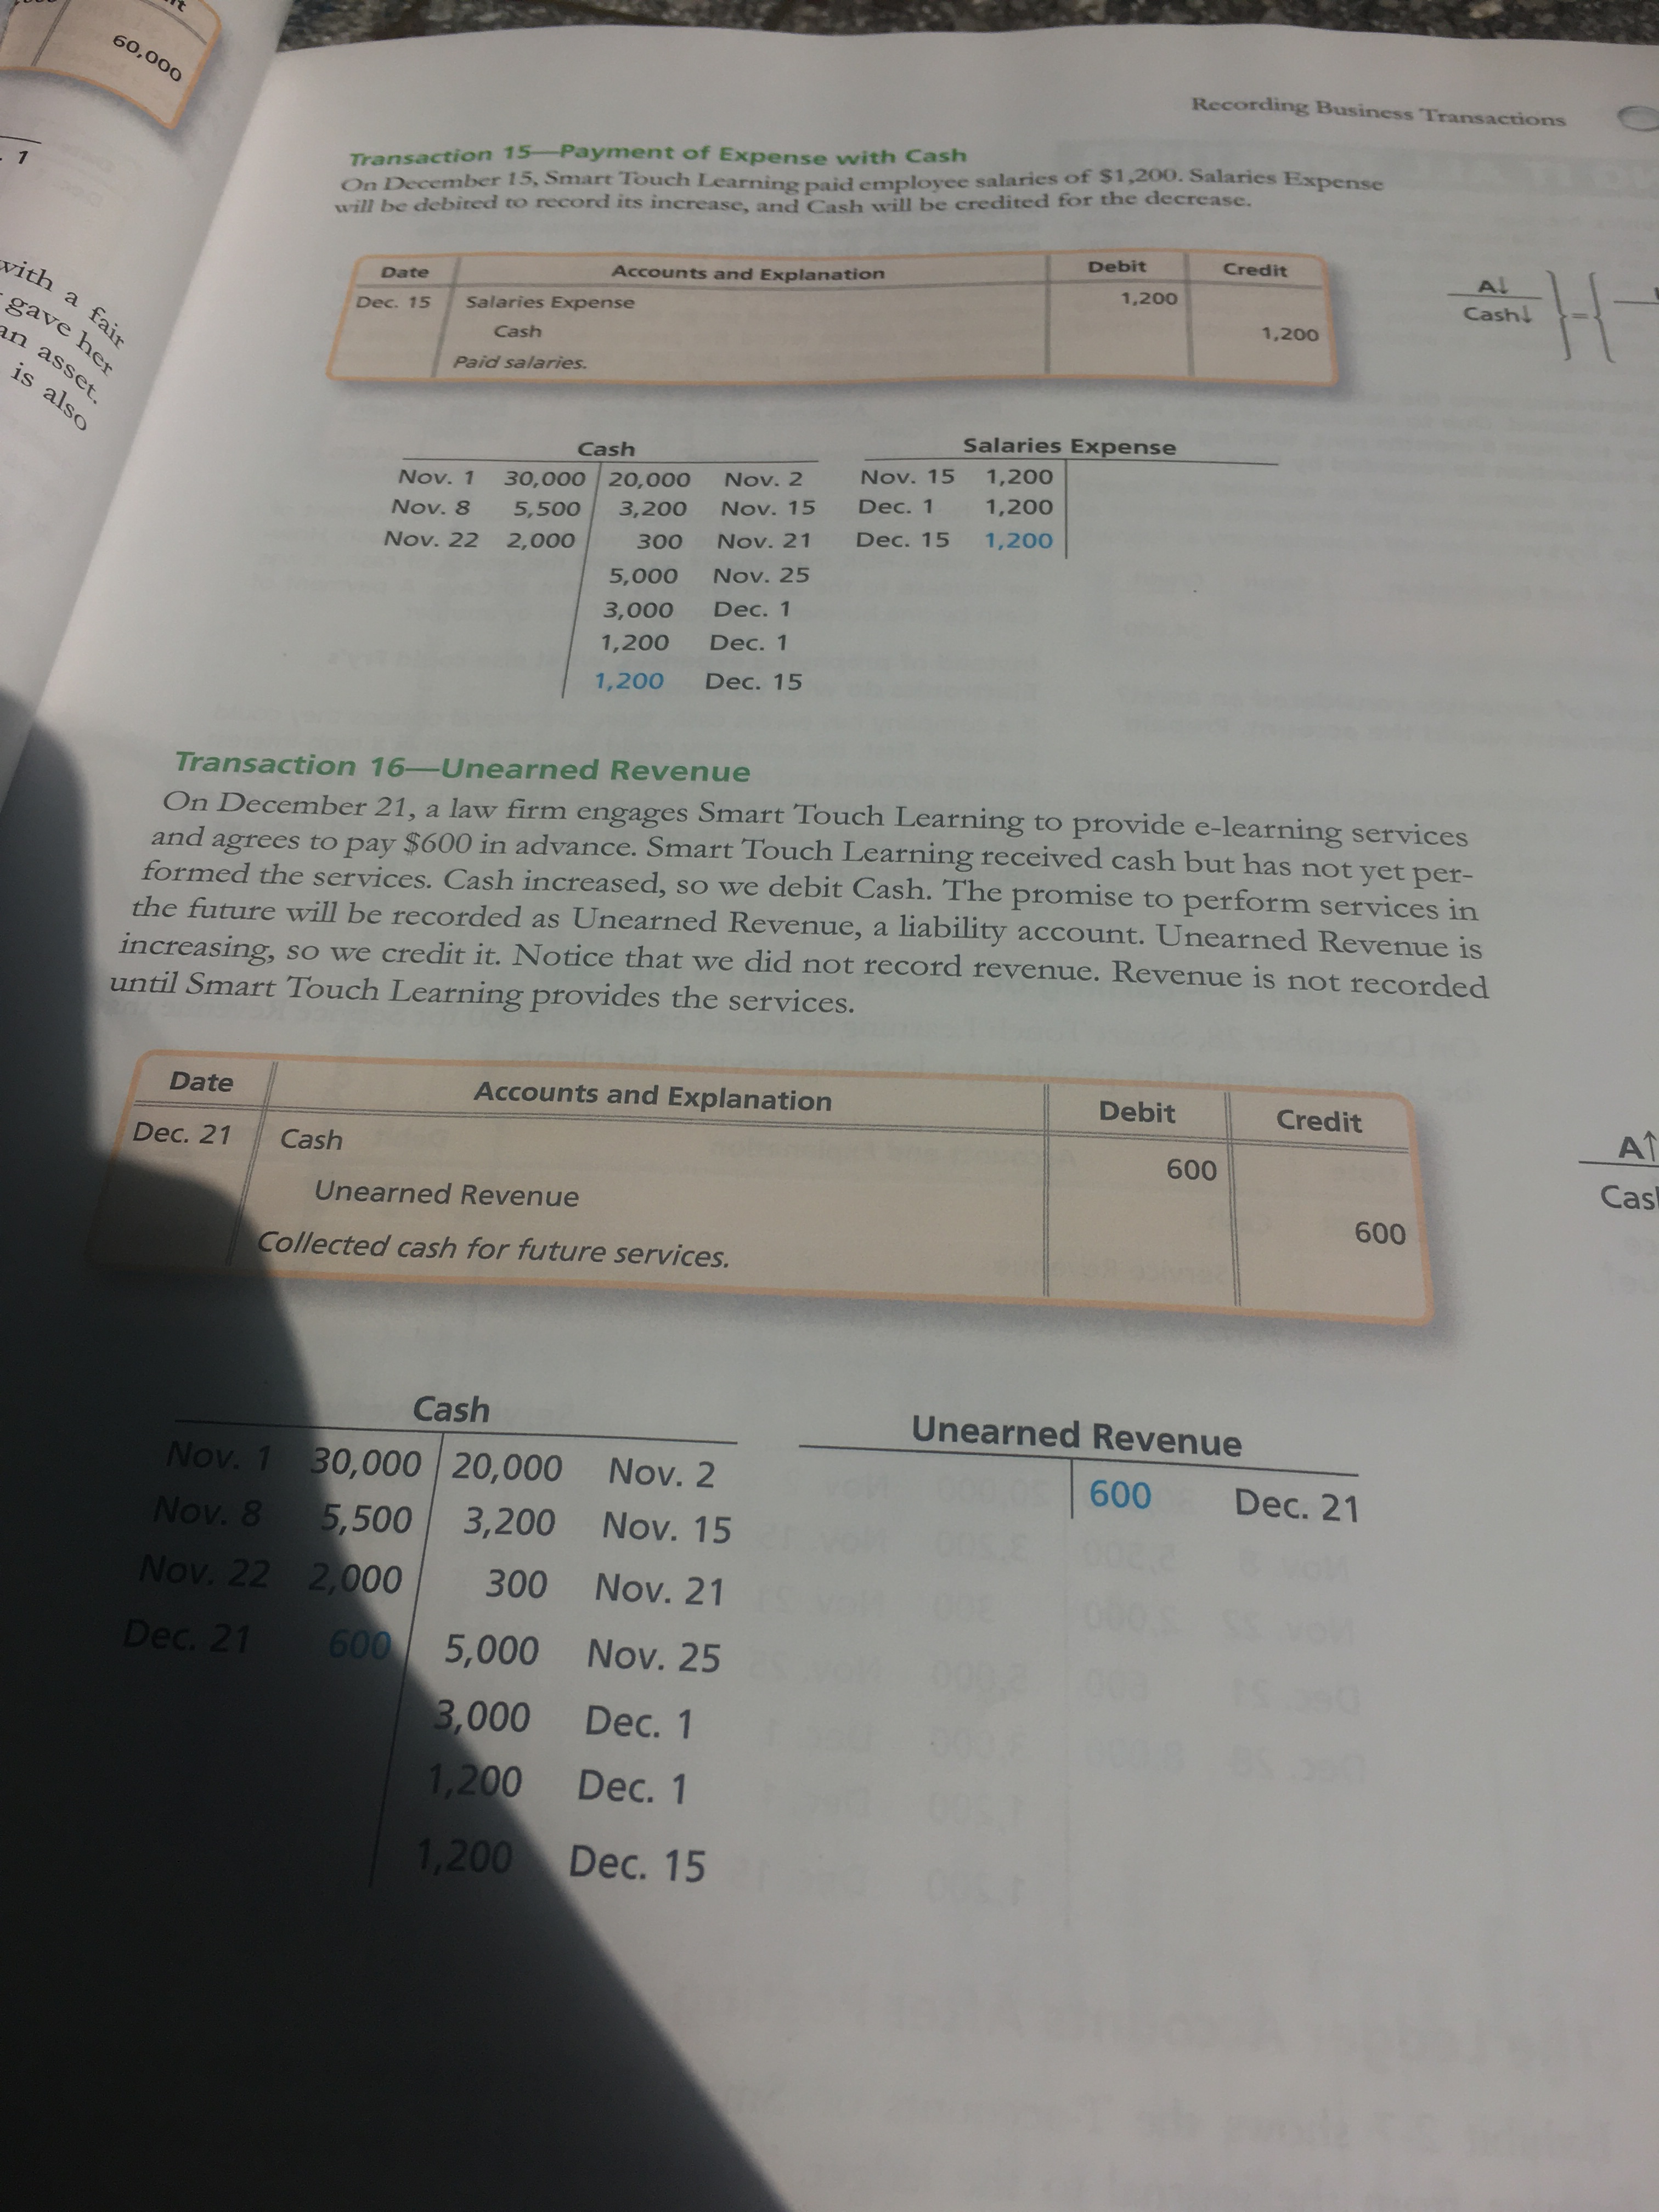 60,000
1
with a fair
gave her
an asset.
is also
Recording Business Transactions
Transaction 15—Payment of Expense with Cash
On December 15, Smart Touch Learning paid employee salaries of $1,200. Salaries Expense
will be debited to record its increase, and Cash will be credited for the decrease.
Date Accounts and Explanation Debit Credit
Dec. 15 Salaries Expense 1,200
Cash 1,200
Paid salaries.
A↓
Cash↓ } = {
Cash
Nov. 1 30,000 20,000 Nov. 2
Nov. 8 5,500 3,200 Nov. 15
Nov. 22 2,000 300 Nov. 21
5,000 Nov. 25
3,000 Dec. 1
1,200 Dec. 1
1,200 Dec. 15
Salaries Expense
Nov. 15 1,200
Dec. 1 1,200
Dec. 15 1,200
Transaction 16—Unearned Revenue
On December 21, a law firm engages Smart Touch Learning to provide e-learning services
and agrees to pay $600 in advance. Smart Touch Learning received cash but has not yet per-
formed the services. Cash increased, so we debit Cash. The promise to perform services in
the future will be recorded as Unearned Revenue, a liability account. Unearned Revenue is
increasing, so we credit it. Notice that we did not record revenue. Revenue is not recorded
until Smart Touch Learning provides the services.
Date Accounts and Explanation Debit Credit
Dec. 21 Cash 600
Unearned Revenue 600
Collected cash for future services.
A↑
Cas
Cash
Nov. 1 30,000 20,000 Nov. 2
Nov. 8 5,500 3,200 Nov. 15
Nov. 22 2,000 300 Nov. 21
Dec. 21 600 5,000 Nov. 25
3,000 Dec. 1
1,200 Dec. 1
1,200 Dec. 15
Unearned Revenue
600 Dec. 21